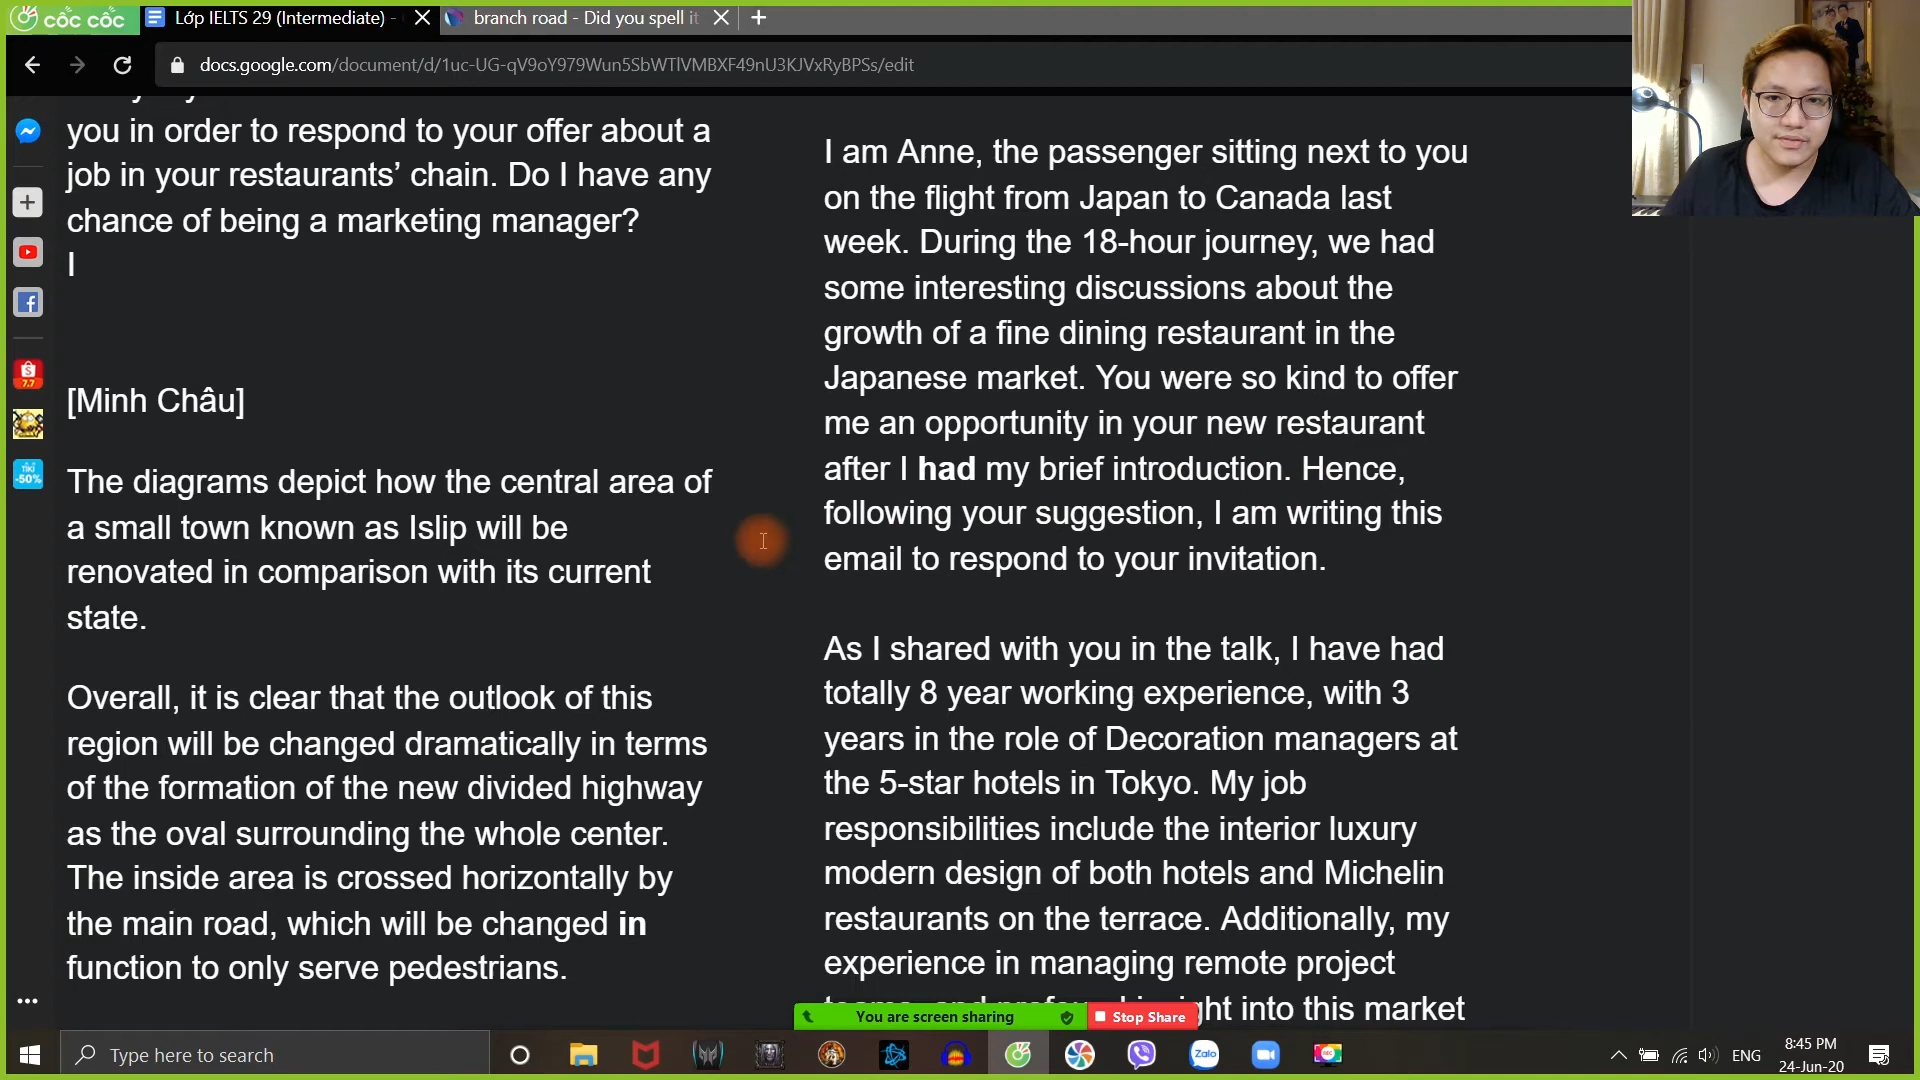 cốc cốc
Lớp IELTS 29 (Intermediate) -
branch road - Did you spell it
docs.google.com/document/d/1uc-UG-qV9oY979Wun5SbWTlVMBXF49nU3KJVxRyBPSs/edit
you in order to respond to your offer about a
job in your restaurants’ chain. Do I have any
chance of being a marketing manager?
I
[Minh Châu]
The diagrams depict how the central area of
a small town known as Islip will be
renovated in comparison with its current
state.
Overall, it is clear that the outlook of this
region will be changed dramatically in terms
of the formation of the new divided highway
as the oval surrounding the whole center.
The inside area is crossed horizontally by
the main road, which will be changed in
function to only serve pedestrians.
I am Anne, the passenger sitting next to you
on the flight from Japan to Canada last
week. During the 18-hour journey, we had
some interesting discussions about the
growth of a fine dining restaurant in the
Japanese market. You were so kind to offer
me an opportunity in your new restaurant
after I had my brief introduction. Hence,
following your suggestion, I am writing this
email to respond to your invitation.
As I shared with you in the talk, I have had
totally 8 year working experience, with 3
years in the role of Decoration managers at
the 5-star hotels in Tokyo. My job
responsibilities include the interior luxury
modern design of both hotels and Michelin
restaurants on the terrace. Additionally, my
experience in managing remote project
into this market
7.7
TIKI
-50%
You are screen sharing
Stop Share
Type here to search
Zalo
ENG
8:45 PM
24-Jun-20